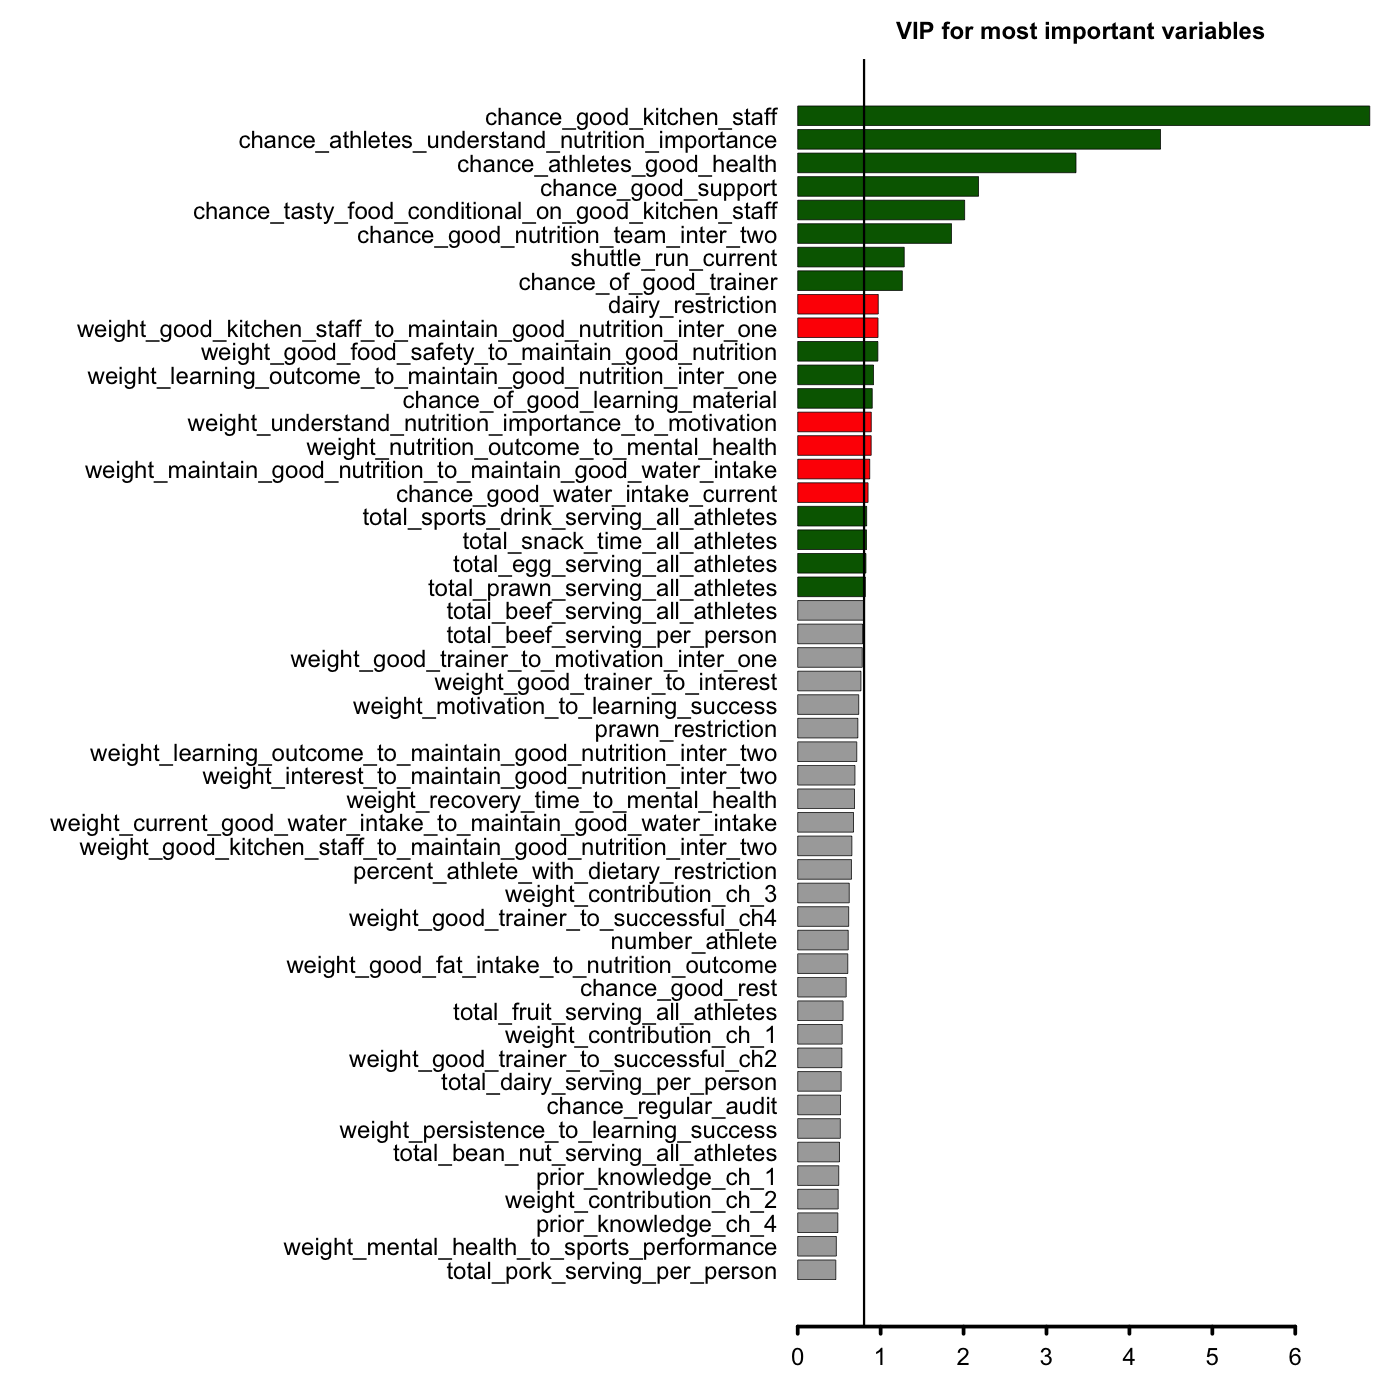 VIP for most important variables
chance_good_kitchen_staff
chance_athletes_understand_nutrition_importance
chance_athletes_good_health
chance_good_support
chance_tasty_food_conditional_on_good_kitchen_staff
chance_good_nutrition_team_inter_two
shuttle_run_current
chance_of_good_trainer
dairy_restriction
weight_good_kitchen_staff_to_maintain_good_nutrition_inter_one
weight_good_food_safety_to_maintain_good_nutrition
weight_learning_outcome_to_maintain_good_nutrition_inter_one
chance_of_good_learning_material
weight_understand_nutrition_importance_to_motivation
weight_nutrition_outcome_to_mental_health
weight_maintain_good_nutrition_to_maintain_good_water_intake
chance_good_water_intake_current
total_sports_drink_serving_all_athletes
total_snack_time_all_athletes
total_egg_serving_all_athletes
total_prawn_serving_all_athletes
total_beef_serving_all_athletes
total_beef_serving_per_person
weight_good_trainer_to_motivation_inter_one
weight_good_trainer_to_interest
weight_motivation_to_learning_success
prawn_restriction
weight_learning_outcome_to_maintain_good_nutrition_inter_two
weight_interest_to_maintain_good_nutrition_inter_two
weight_recovery_time_to_mental_health
weight_current_good_water_intake_to_maintain_good_water_intake
weight_good_kitchen_staff_to_maintain_good_nutrition_inter_two
percent_athlete_with_dietary_restriction
weight_contribution_ch_3
weight_good_trainer_to_successful_ch4
number_athlete
weight_good_fat_intake_to_nutrition_outcome
chance_good_rest
total_fruit_serving_all_athletes
weight_contribution_ch_1
weight_good_trainer_to_successful_ch2
total_dairy_serving_per_person
chance_regular_audit
weight_persistence_to_learning_success
total_bean_nut_serving_all_athletes
prior_knowledge_ch_1
weight_contribution_ch_2
prior_knowledge_ch_4
weight_mental_health_to_sports_performance
total_pork_serving_per_person
0 1 2 3 4 5 6